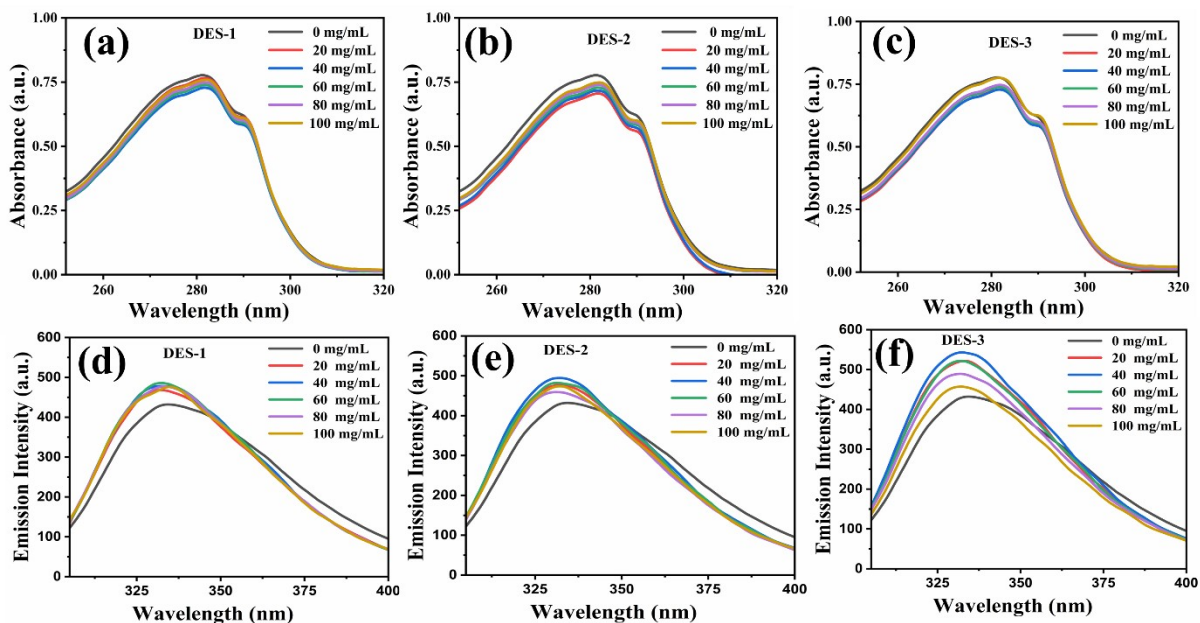 (a)
DES-1
0 mg/mL
20 mg/mL
40 mg/mL
60 mg/mL
80 mg/mL
100 mg/mL
1.00
0.75
0.50
0.25
0.00
Absorbance (a.u.)
260 280 300 320
Wavelength (nm)
(b)
DES-2
0 mg/mL
20 mg/mL
40 mg/mL
60 mg/mL
80 mg/mL
100 mg/mL
1.00
0.75
0.50
0.25
0.00
Absorbance (a.u.)
260 280 300 320
Wavelength (nm)
(c)
DES-3
0 mg/mL
20 mg/mL
40 mg/mL
60 mg/mL
80 mg/mL
100 mg/mL
1.00
0.75
0.50
0.25
0.00
Absorbance (a.u.)
260 280 300 320
Wavelength (nm)
(d)
DES-1
0 mg/mL
20 mg/mL
40 mg/mL
60 mg/mL
80 mg/mL
100 mg/mL
800
700
600
500
400
300
200
100
0
Emission Intensity (a.u.)
325 350 375 400
Wavelength (nm)
(e)
DES-2
0 mg/mL
20 mg/mL
40 mg/mL
60 mg/mL
80 mg/mL
100 mg/mL
600
500
400
300
200
100
0
Emission Intensity (a.u.)
325 350 375 400
Wavelength (nm)
(f)
DES-3
0 mg/mL
20 mg/mL
40 mg/mL
60 mg/mL
80 mg/mL
100 mg/mL
600
500
400
300
200
100
0
Emission Intensity (a.u.)
325 350 375 400
Wavelength (nm)